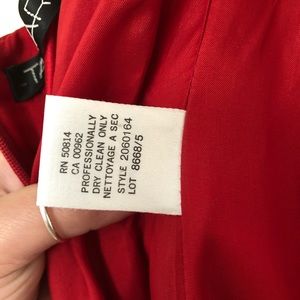 RN 50814
CA 00962
PROFESSIONALLY
DRY CLEAN ONLY
NETTOYAGE A SEC
STYLE 2060164
LOT 8668/5